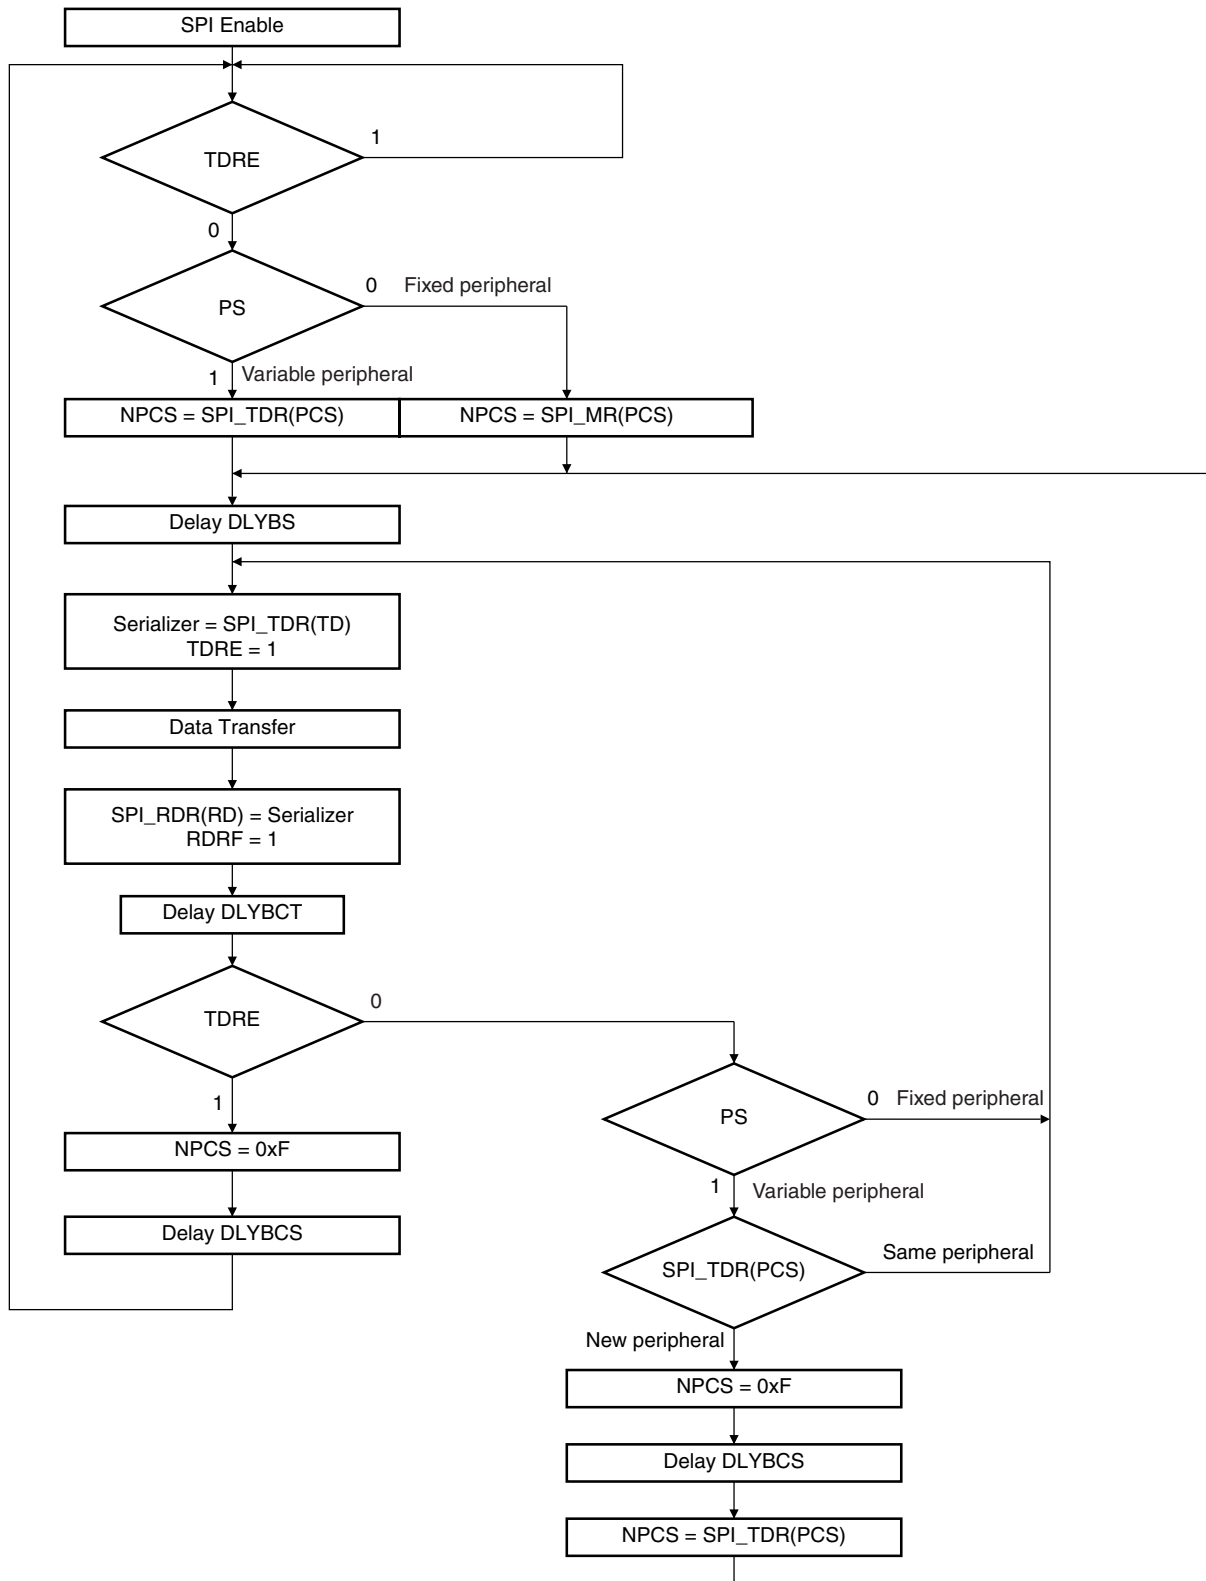 SPI Enable
TDRE
1
0
PS
0 Fixed peripheral
1 Variable peripheral
NPCS = SPI_TDR(PCS)
NPCS = SPI_MR(PCS)
Delay DLYBS
Serializer = SPI_TDR(TD)
TDRE = 1
Data Transfer
SPI_RDR(RD) = Serializer
RDRF = 1
Delay DLYBCT
TDRE
0
1
NPCS = 0xF
Delay DLYBCS
PS
0 Fixed peripheral
1 Variable peripheral
SPI_TDR(PCS)
Same peripheral
New peripheral
NPCS = 0xF
Delay DLYBCS
NPCS = SPI_TDR(PCS)